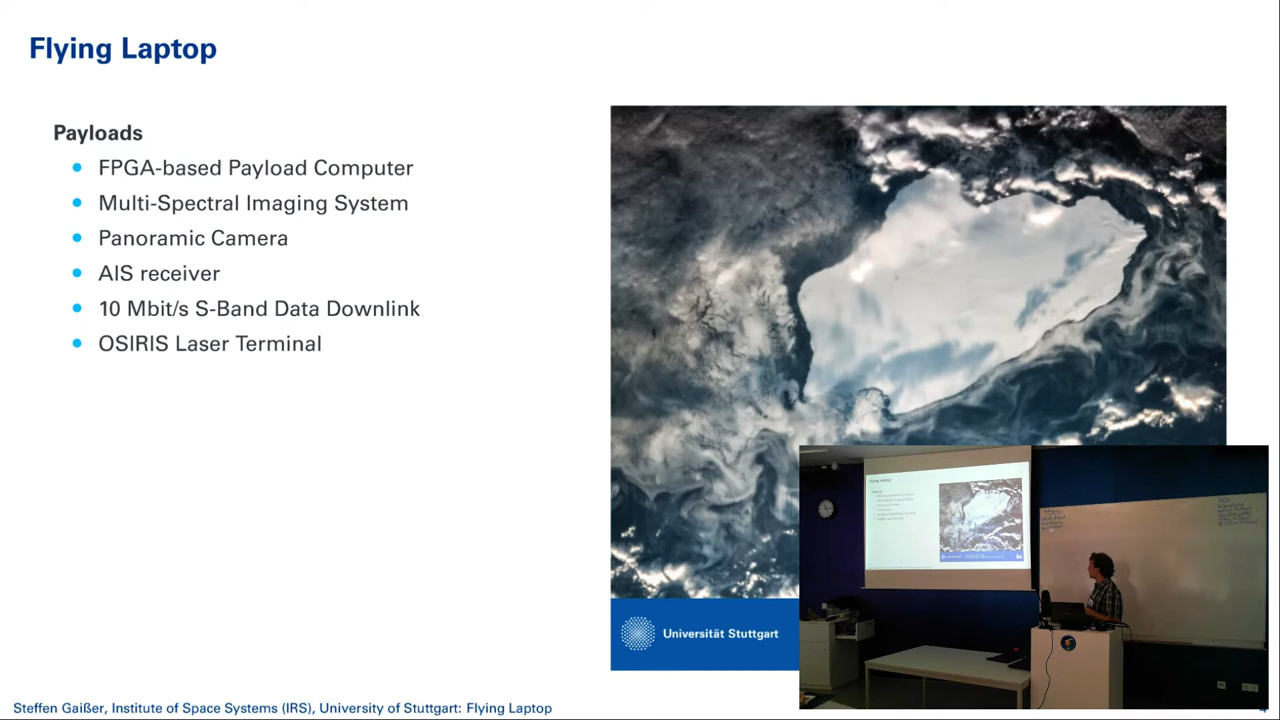 Flying Laptop
Payloads
FPGA-based Payload Computer
Multi-Spectral Imaging System
Panoramic Camera
AIS receiver
10 Mbit/s S-Band Data Downlink
OSIRIS Laser Terminal
Universität Stuttgart
Steffen Gaißer, Institute of Space Systems (IRS), University of Stuttgart: Flying Laptop